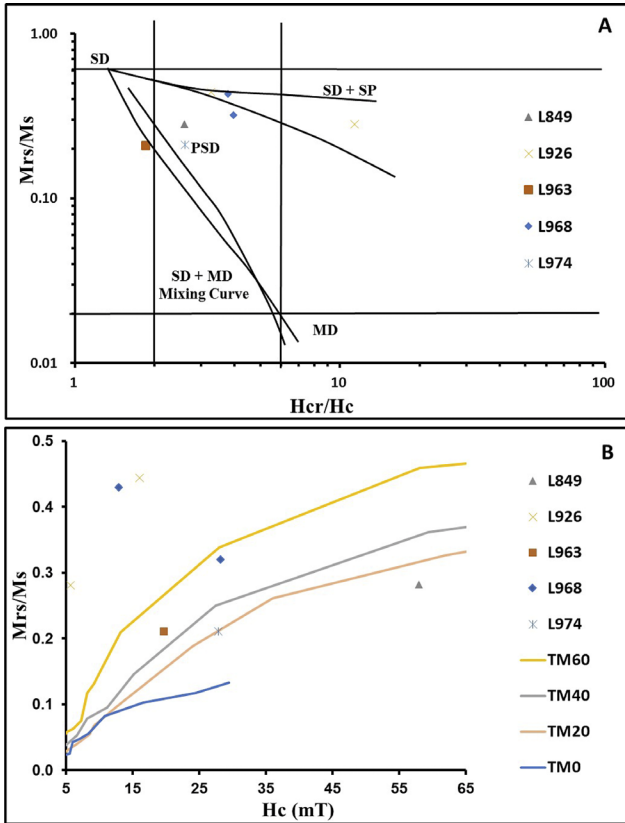 A
1.00
0.10
0.01
Mrs/Ms
SD
SD + SP
PSD
SD + MD
Mixing Curve
MD
1
10
100
Hcr/Hc
L849
L926
L963
L968
L974
B
0.5
0.4
0.3
0.2
0.1
0.0
Mrs/Ms
5
15
25
35
45
55
65
Hc (mT)
L849
L926
L963
L968
L974
TM60
TM40
TM20
TM0